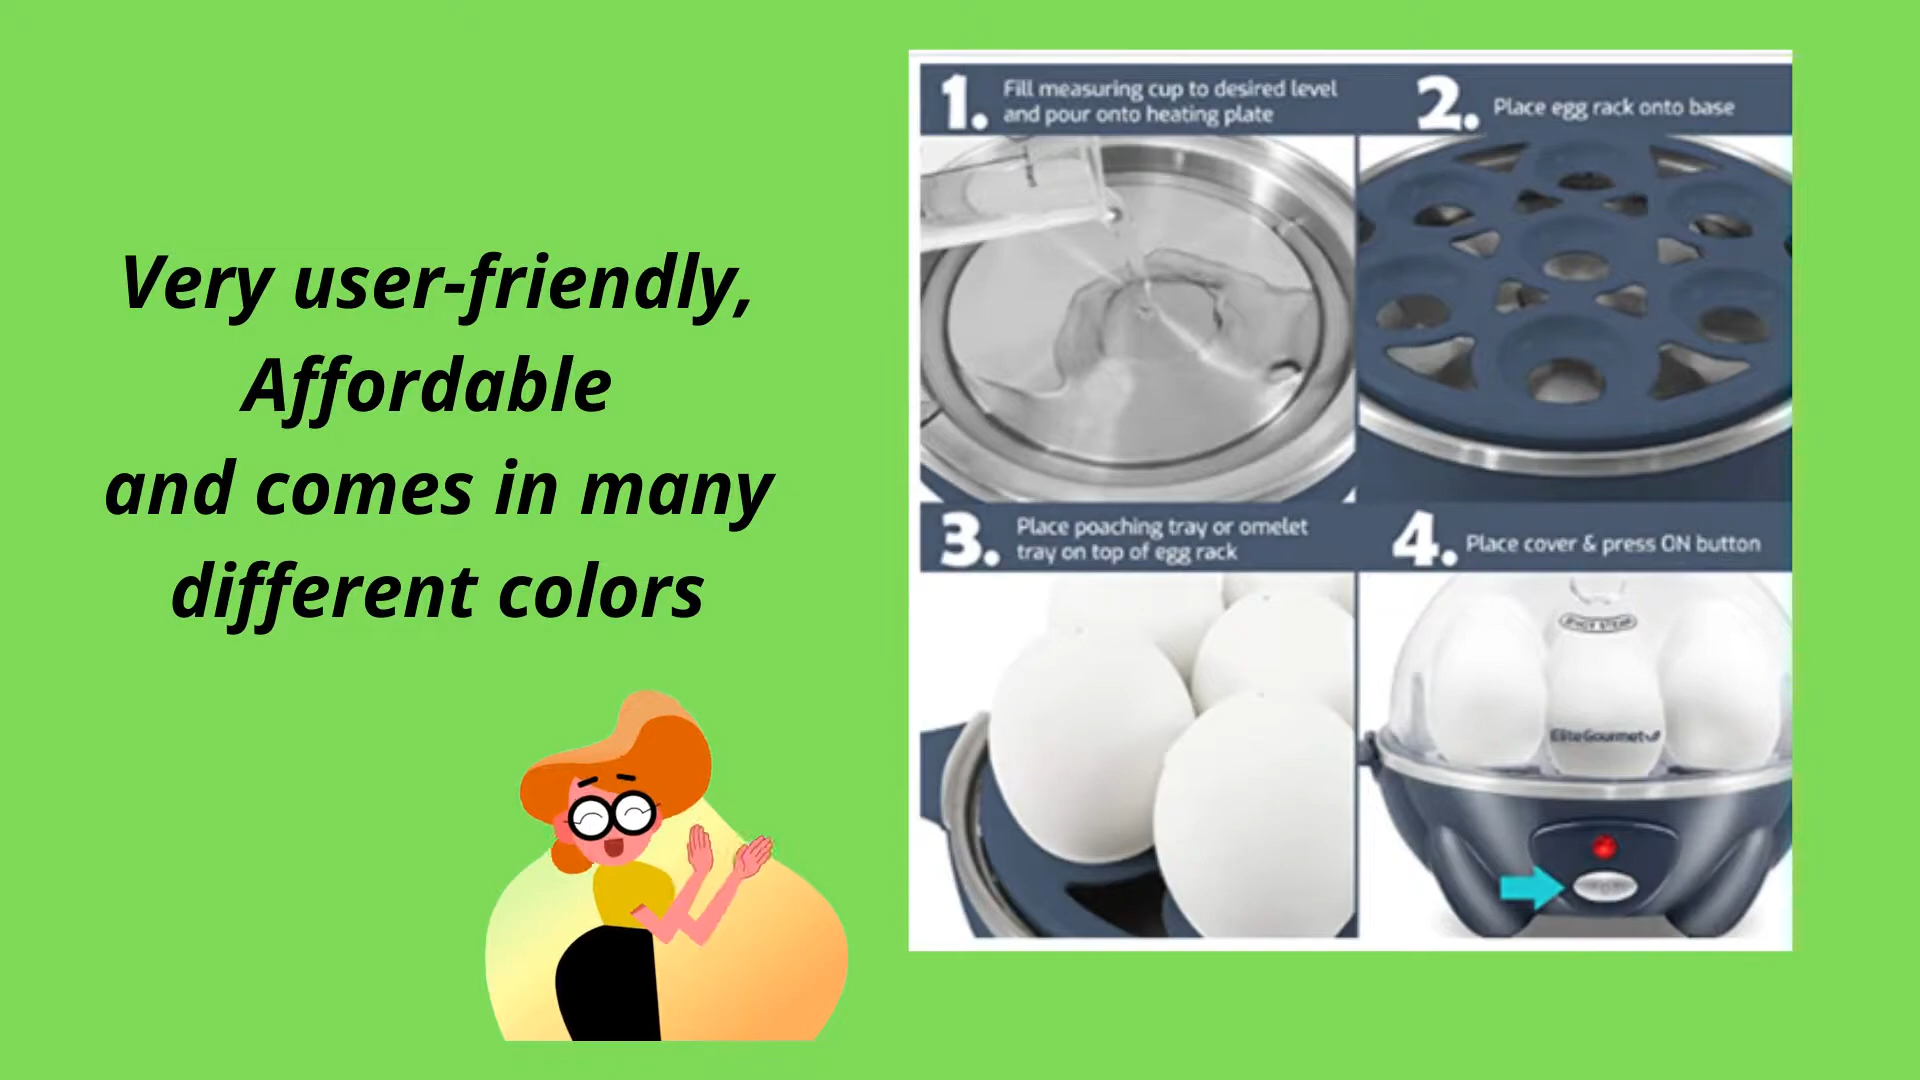 Very user-friendly,
Affordable
and comes in many
different colors
1. Fill measuring cup to desired level
and pour onto heating plate
2. Place egg rack onto base
3. Place poaching tray or omelet
tray on top of egg rack
4. Place cover & press ON button
EliteGourmet